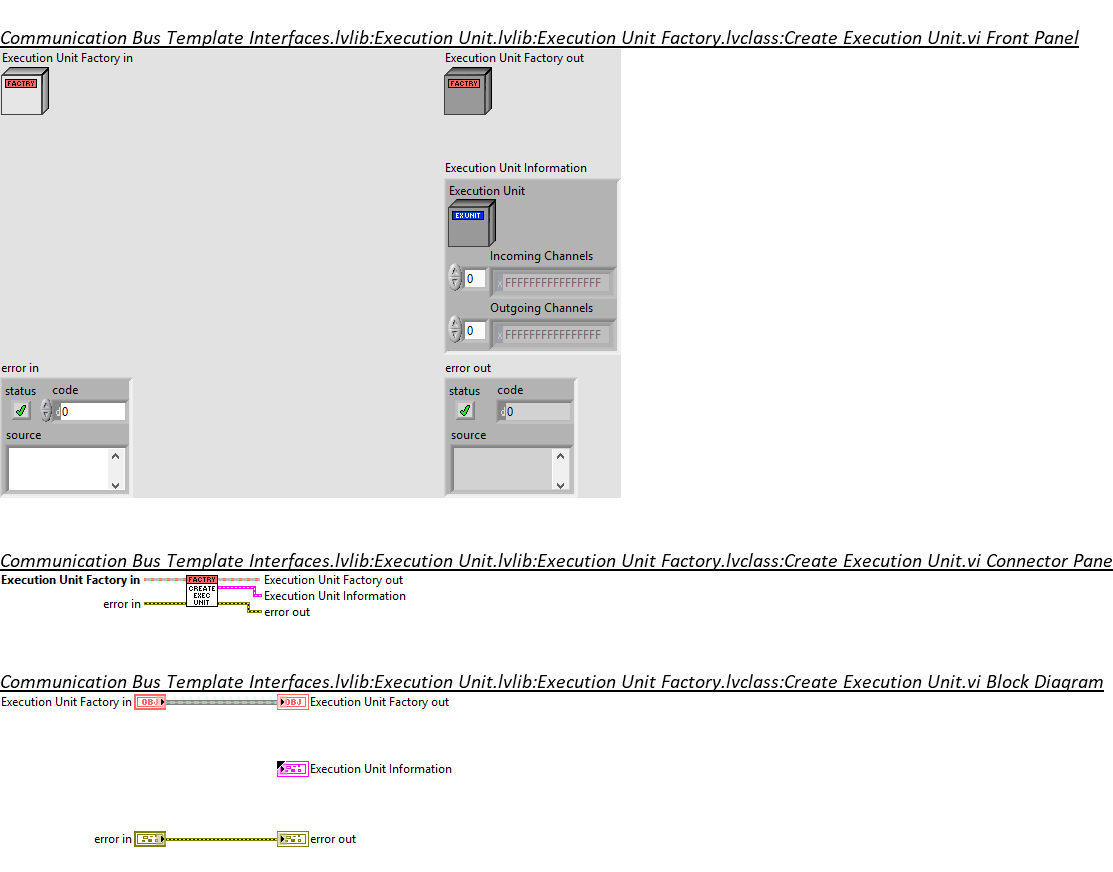 Communication Bus Template Interfaces.lvlib:Execution Unit.lvlib:Execution Unit Factory.lvclass:Create Execution Unit.vi Front Panel
Execution Unit Factory in
Execution Unit Factory out
FACTRY
FACTRY
Execution Unit Information
Execution Unit
EXUNIT
Incoming Channels
0
x FFFFFFFFFFFFFFFF
Outgoing Channels
0
x FFFFFFFFFFFFFFFF
error in
error out
status code
status code
d 0
d 0
source
source
Communication Bus Template Interfaces.lvlib:Execution Unit.lvlib:Execution Unit Factory.lvclass:Create Execution Unit.vi Connector Pane
Execution Unit Factory in
FACTRY
Execution Unit Factory out
CREATE
EXEC
UNIT
Execution Unit Information
error in
error out
Communication Bus Template Interfaces.lvlib:Execution Unit.lvlib:Execution Unit Factory.lvclass:Create Execution Unit.vi Block Diagram
Execution Unit Factory in
OBJ
OBJ
Execution Unit Factory out
Execution Unit Information
error in
error out